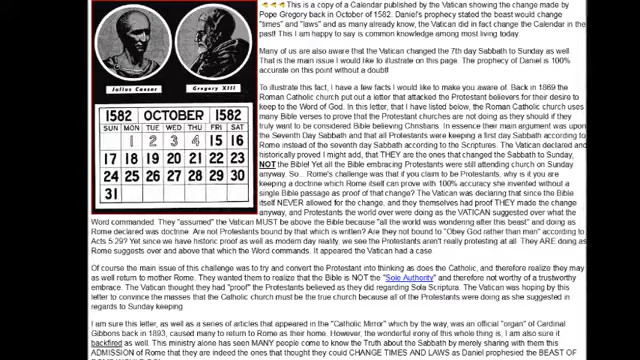 👈👈👈This is a copy of a Calendar published by the Vatican showing the change made by
Pope Gregory back in October of 1582. Daniel's prophecy stated the beast would change
"times" and "laws" and as many already know, the Vatican did in fact change the Calendar in the
past!! This I am happy to say is common knowledge among most living today.
Many of us are also aware that the Vatican changed the 7th day Sabbath to Sunday as well.
That is the main issue I would like to illustrate on this page. The prophecy of Daniel is 100%
accurate on this point without a doubt!
Julius Caesar
Gregory XIII
1582 OCTOBER 1582
SUN MON TUE WED THU FRI SAT
1 2 3 4 15 16
17 18 19 20 21 22 23
24 25 26 27 28 29 30
31
To illustrate this fact, I have a few facts I would like to make you aware of. Back in 1869 the
Roman Catholic church put out a letter that attacked the Protestant believers for their desire to
keep to the Word of God. In this letter, that I have listed below, the Roman Catholic church uses
many Bible verses to prove that the Protestant churches are not doing as they should if they
truly want to be considered Bible believing Christians. In essence their main argument was upon
the Seventh Day Sabbath and that all Protestants were keeping a first day Sabbath according to
Rome instead of the seventh day Sabbath according to the Scriptures. The Vatican declared and
historically proved I might add, that THEY are the ones that changed the Sabbath to Sunday,
NOT the Bible! Yet all the Bible embracing Protestants were still attending church on Sunday
anyway. So... Rome's challenge was that if you claim to be Protestants, why is it you are
keeping a doctrine which Rome itself can prove with 100% accuracy she invented without a
single Bible passage as proof of that change? The Vatican was declaring that since the Bible
itself NEVER allowed for the change, and they themselves had proof THEY made the change
anyway, and Protestants the world over were doing as the VATICAN suggested over what the
Word commanded. They "assumed" the Vatican MUST be above the Bible because "all the world was wondering after this beast" and doing as
Rome declared was doctrine. Are not Protestants bound by that which is written? Are they not bound to "Obey God rather than man" according to
Acts 5:29? Yet since we have historic proof as well as modern day reality, we see the Protestants aren't really protesting at all. They ARE doing as
Rome suggests over and above that which the Word commands. It appeared the Vatican had a case
Of course the main issue of this challenge was to try and convert the Protestant into thinking as does the Catholic, and therefore realize they may
as well return to mother Rome. They wanted them to realize that the Bible is NOT the "Sole Authority" and therefore not worthy of a trustworthy
embrace. The Vatican thought they had "proof" the Protestants believed as they did regarding Sola Scriptura. The Vatican was hoping by this
letter to convince the masses that the Catholic church must be the true church because all of the Protestants were doing as she suggested in
regards to Sunday keeping
I am sure this letter, as well as a series of articles that appeared in the "Catholic Mirror" which by the way, was an official "organ" of Cardinal
Gibbons back in 1893, caused many to return to Rome as their home. However, the wonderful irony of this whole thing is, I am also sure it
backfired as well. This ministry alone has seen MANY people come to know the Truth about the Sabbath by merely sharing with them this
ADMISSION of Rome that they are indeed the ones that thought they could CHANGE TIMES AND LAWS as Daniel prophesied the BEAST OF